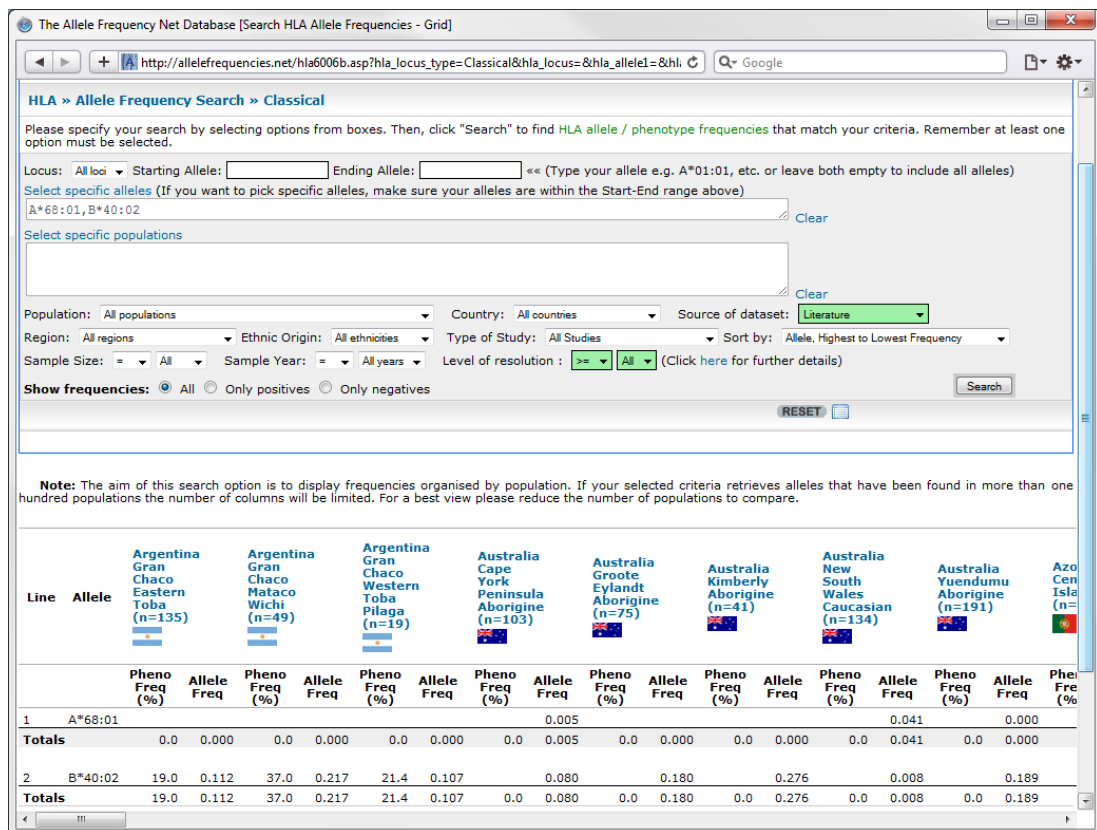 The Allele Frequency Net Database [Search HLA Allele Frequencies - Grid]
http://allelefrequencies.net/hla6006b.asp?hla_locus_type=Classical&hla_locus=&hla_allele1=&hl
Google
HLA » Allele Frequency Search » Classical
Please specify your search by selecting options from boxes. Then, click "Search" to find HLA allele / phenotype frequencies that match your criteria. Remember at least one
option must be selected.
Locus: All loci Starting Allele: Ending Allele: «« (Type your allele e.g. A*01:01, etc. or leave both empty to include all alleles)
Select specific alleles (If you want to pick specific alleles, make sure your alleles are within the Start-End range above)
A*68:01,B*40:02
Clear
Select specific populations
Clear
Population: All populations Country: All countries Source of dataset: Literature
Region: All regions Ethnic Origin: All ethnicities Type of Study: All Studies Sort by: Allele, Highest to Lowest Frequency
Sample Size: = All Sample Year: = All years Level of resolution : >= All (Click here for further details)
Show frequencies: All Only positives Only negatives Search
RESET
Note: The aim of this search option is to display frequencies organised by population. If your selected criteria retrieves alleles that have been found in more than one
hundred populations the number of columns will be limited. For a best view please reduce the number of populations to compare.
Line Allele
Argentina
Gran
Chaco
Eastern
Toba
(n=135)
Argentina
Gran
Chaco
Mataco
Wichi
(n=49)
Argentina
Gran
Chaco
Western
Toba
Pilaga
(n=19)
Australia
Cape
York
Peninsula
Aborigine
(n=103)
Australia
Groote
Eylandt
Aborigine
(n=75)
Australia
Kimberly
Aborigine
(n=41)
Australia
New
South
Wales
Caucasian
(n=134)
Australia
Yuendumu
Aborigine
(n=191)
Azo
Cen
Isla
(n=
Pheno Freq (%) Allele Freq Pheno Freq (%) Allele Freq Pheno Freq (%) Allele Freq Pheno Freq (%) Allele Freq Pheno Freq (%) Allele Freq Pheno Freq (%) Allele Freq Pheno Freq (%) Allele Freq Pheno Freq (%) Allele Freq Phe Fre (%
1 A*68:01 0.005 0.041 0.000
Totals 0.0 0.000 0.0 0.000 0.0 0.000 0.0 0.005 0.0 0.000 0.0 0.000 0.0 0.041 0.0 0.000
2 B*40:02 19.0 0.112 37.0 0.217 21.4 0.107 0.080 0.180 0.276 0.008 0.189
Totals 19.0 0.112 37.0 0.217 21.4 0.107 0.0 0.080 0.0 0.180 0.0 0.276 0.0 0.008 0.0 0.189